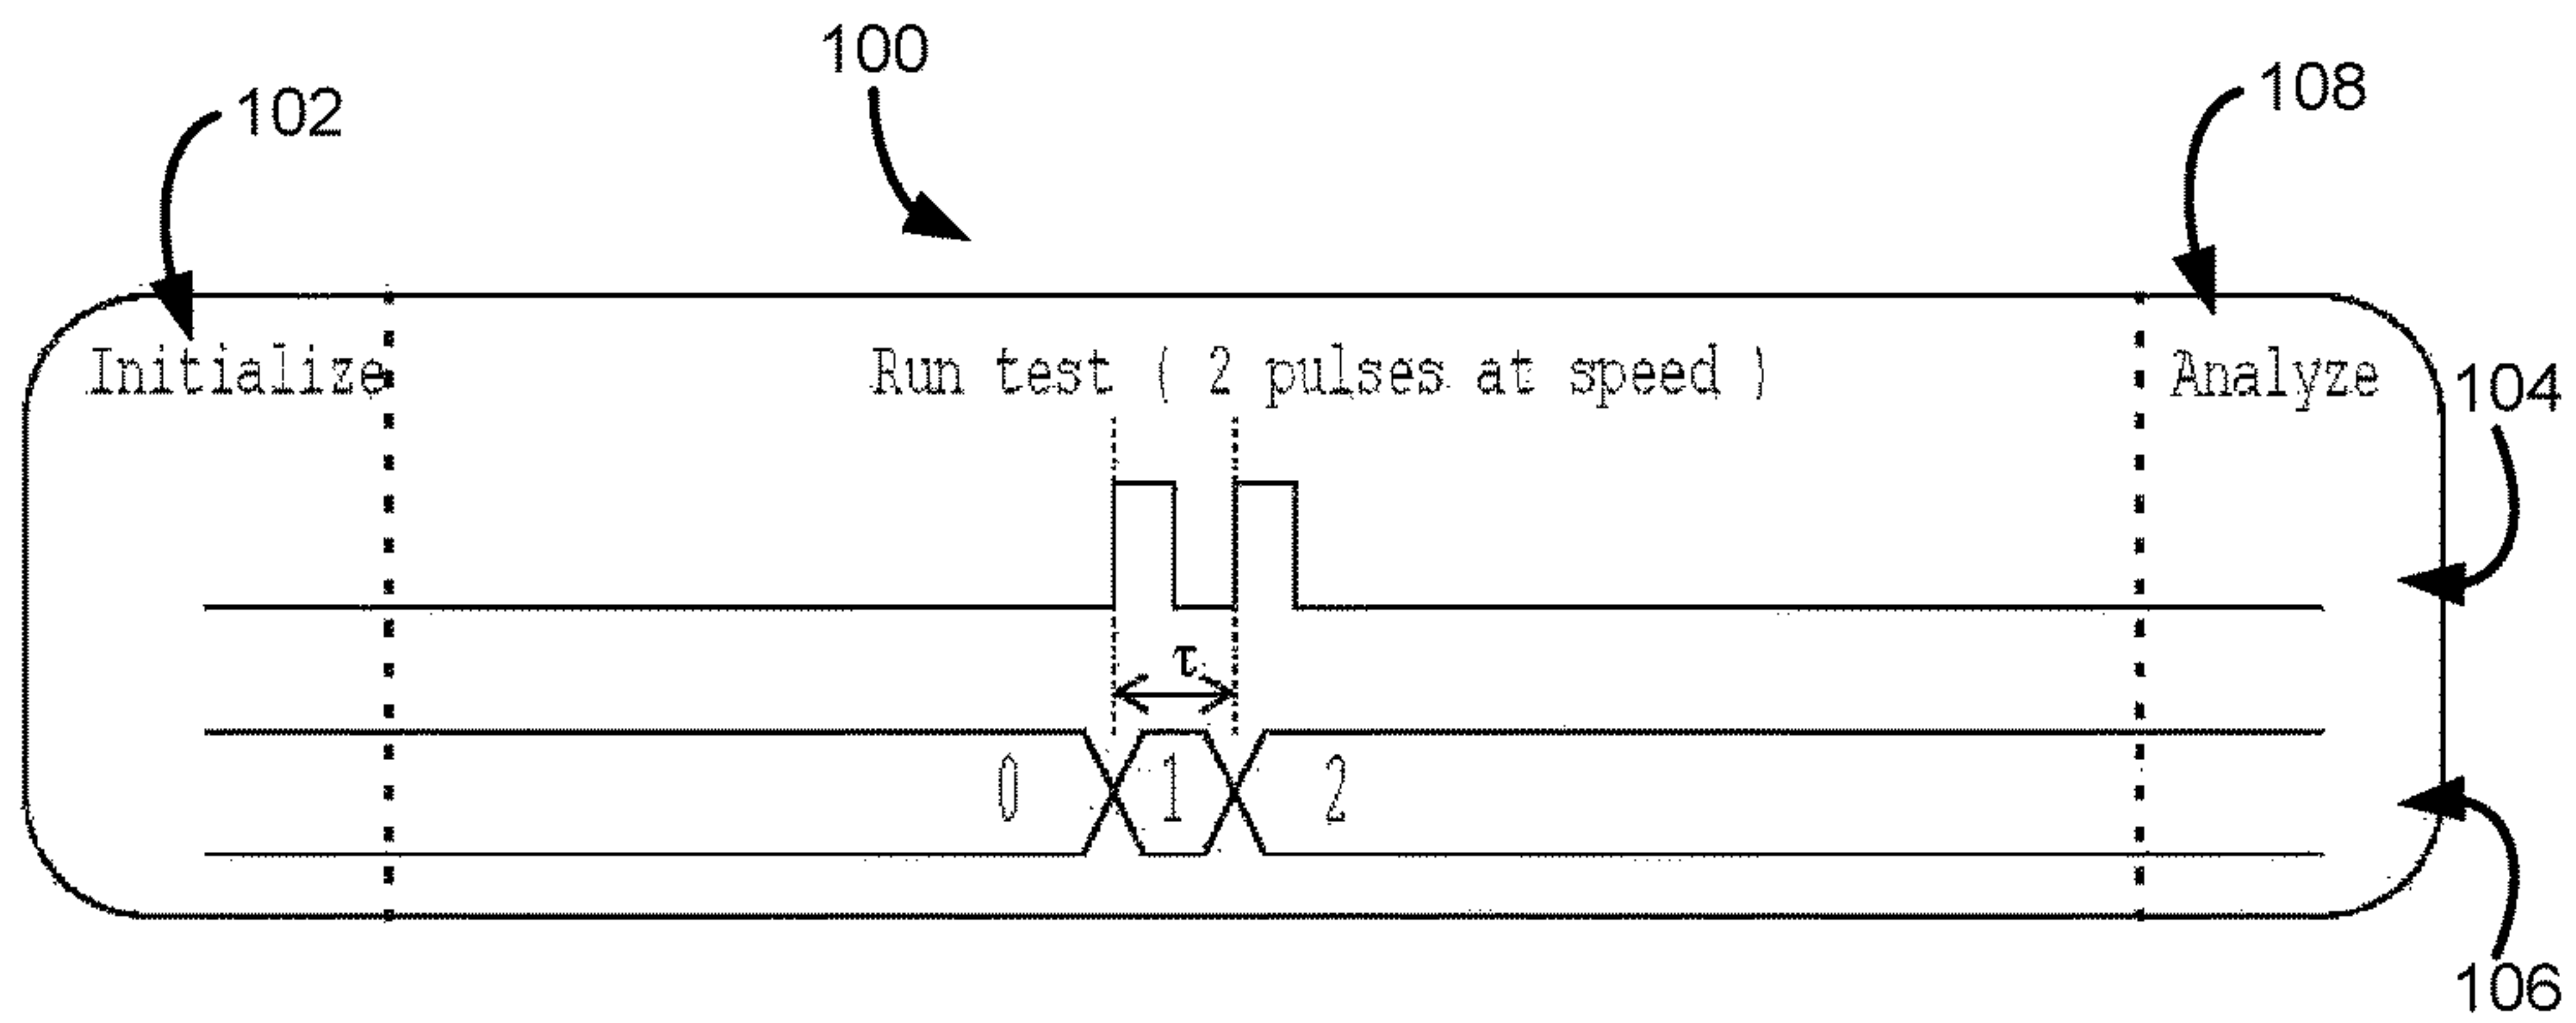 100
102
108
Initialize
Run test ( 2 pulses at speed )
Analyze
104
τ
0 1 2
106